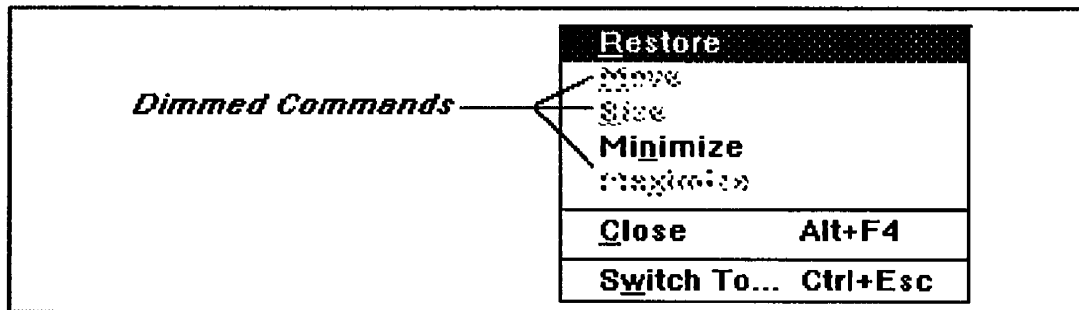 Restore
Move
Dimmed Commands
Size
Minimize
Maximize
Close Alt+F4
Switch To... Ctrl+Esc